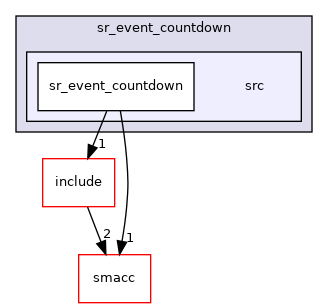 sr_event_countdown
sr_event_countdown src
1
include
2
1
smacc